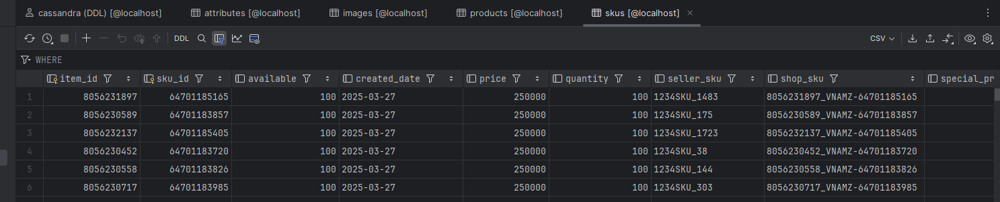 cassandra (DDL) [@localhost] attributes [@localhost] images [@localhost] products [@localhost] skus [@localhost]
DDL CSV
WHERE
item_id sku_id available created_date price quantity seller_sku shop_sku special_pr
1 8056231897 64701185165 100 2025-03-27 250000 100 1234SKU_1483 8056231897_VNAMZ-64701185165
2 8056230589 64701183857 100 2025-03-27 250000 100 1234SKU_175 8056230589_VNAMZ-64701183857
3 8056232137 64701185405 100 2025-03-27 250000 100 1234SKU_1723 8056232137_VNAMZ-64701185405
4 8056230452 64701183720 100 2025-03-27 250000 100 1234SKU_38 8056230452_VNAMZ-64701183720
5 8056230558 64701183826 100 2025-03-27 250000 100 1234SKU_144 8056230558_VNAMZ-64701183826
6 8056230717 64701183985 100 2025-03-27 250000 100 1234SKU_303 8056230717_VNAMZ-64701183985